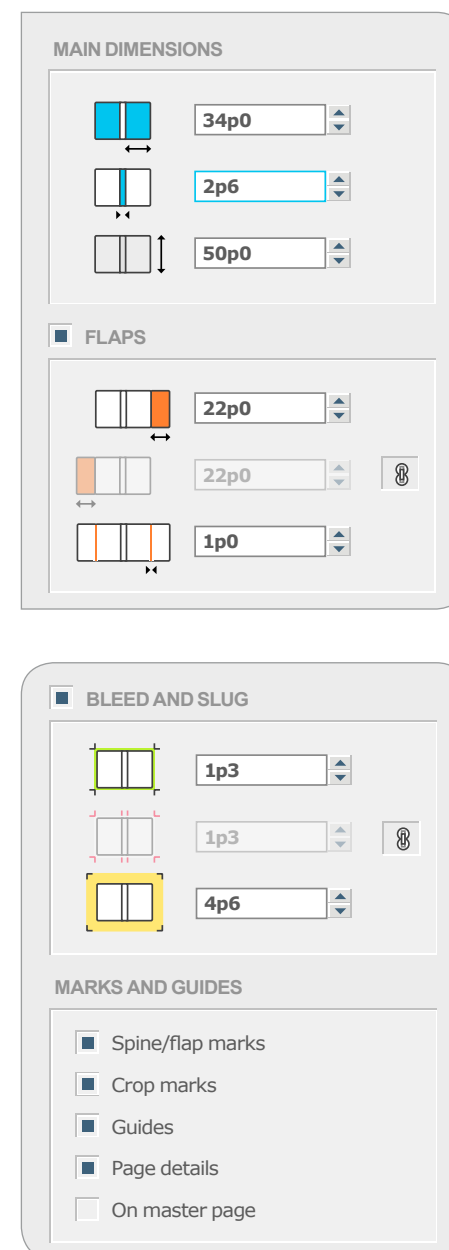 MAIN DIMENSIONS
34p0
2p6
50p0
FLAPS
22p0
22p0
1p0
BLEED AND SLUG
1p3
1p3
4p6
MARKS AND GUIDES
Spine/flap marks
Crop marks
Guides
Page details
On master page